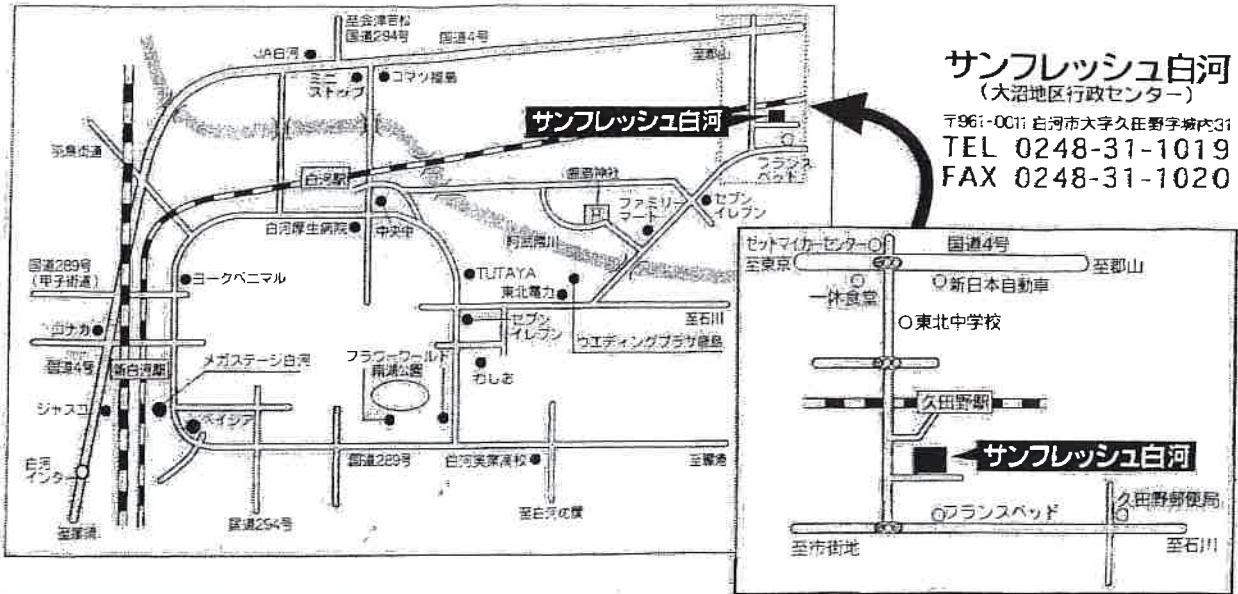 至会津若松
国道294号
国道4号
JA白河
ミニ
ストップ
コマツ福島
至郡山
サンフレッシュ白河
フランス
ベッド
羽鳥街道
白河駅
鹿島神社
ファミリー
マート
セブン
イレブン
白河厚生病院
中央中
阿武隈川
国道289号
(甲子街道)
ヨークベニマル
TUTAYA
東北電力
至石川
セブン
イレブン
ウエディングプラザ鹿島
コナカ
国道4号
新白河駅
メガステージ白河
フラワーワールド
南湖公園
わしお
ジャスコ
ベイシア
白河
インター
国道289号
白河実業高校
至棚倉
至那須
国道294号
至白河の関
サンフレッシュ白河
(大沼地区行政センター)
〒961-0011 白河市大字久田野字城内31
TEL 0248-31-1019
FAX 0248-31-1020
ゼットマイカーセンター
国道4号
至東京
至郡山
一休食堂
新日本自動車
東北中学校
久田野駅
サンフレッシュ白河
フランスベッド
久田野郵便局
至市街地
至石川